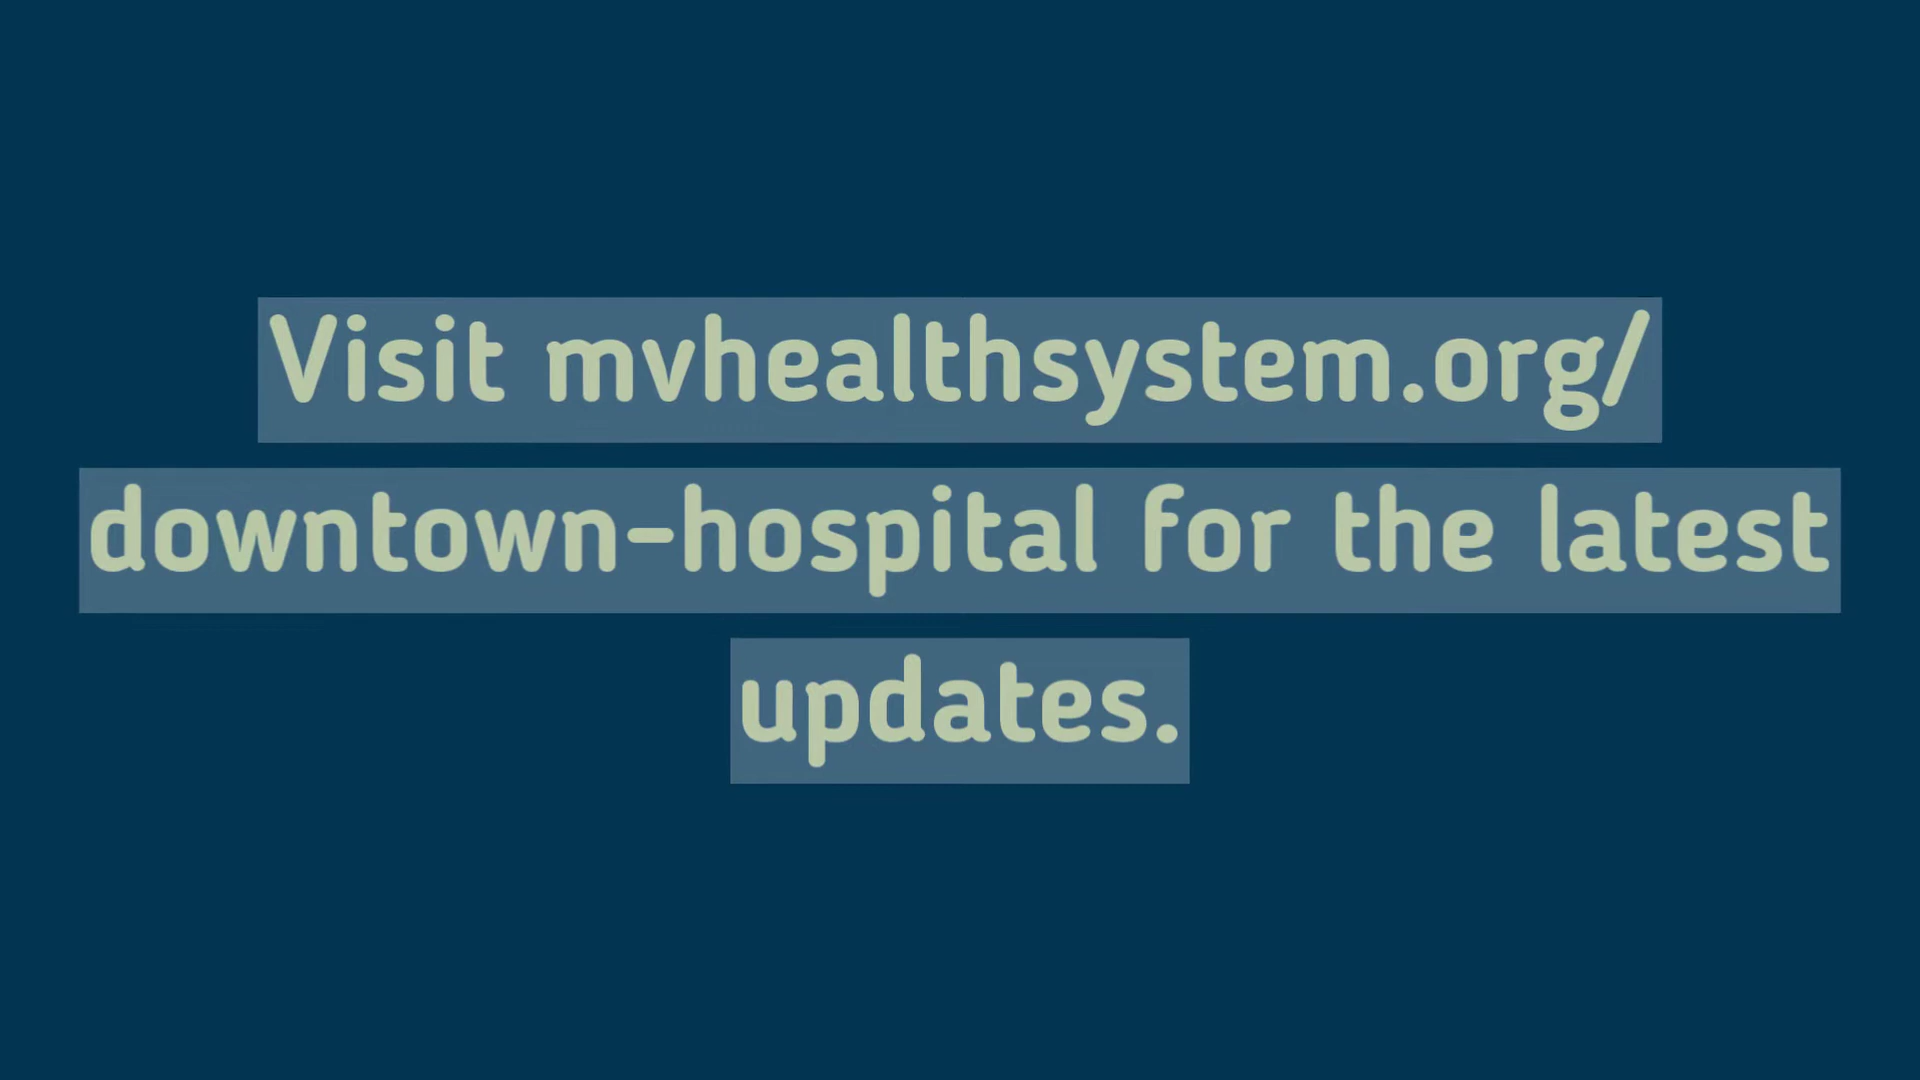 Visit mvhealthsystem.org/
downtown-hospital for the latest
updates.